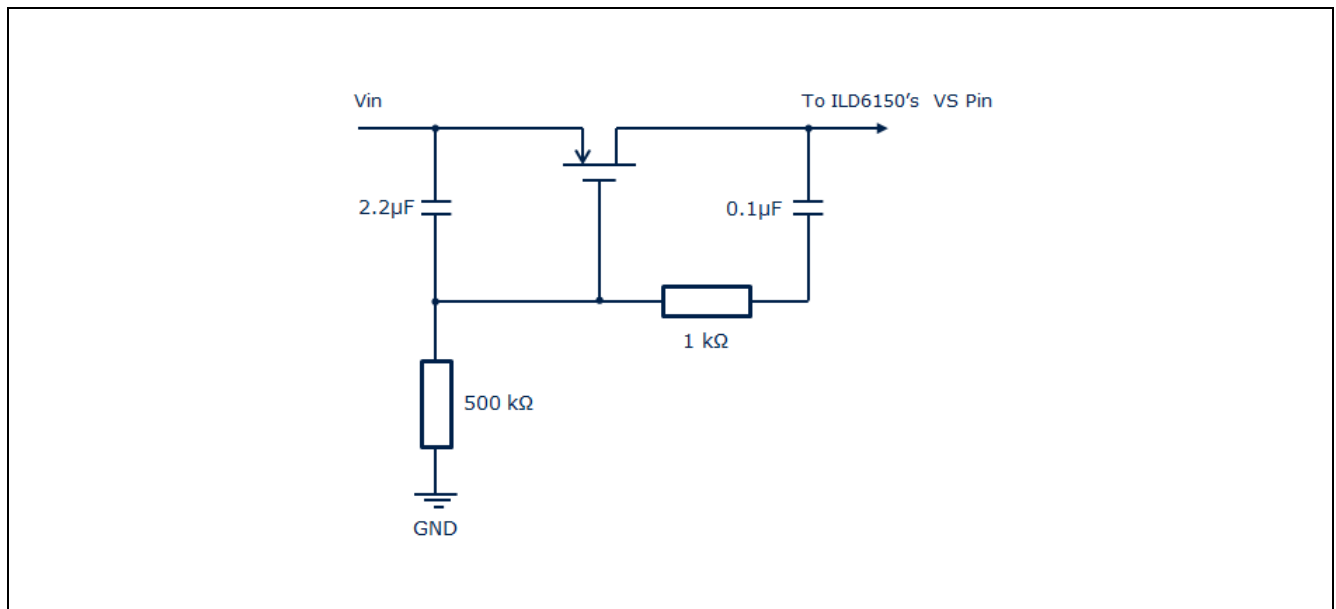 Vin
To ILD6150's  VS Pin
2.2µF
0.1µF
1 kΩ
500 kΩ
GND